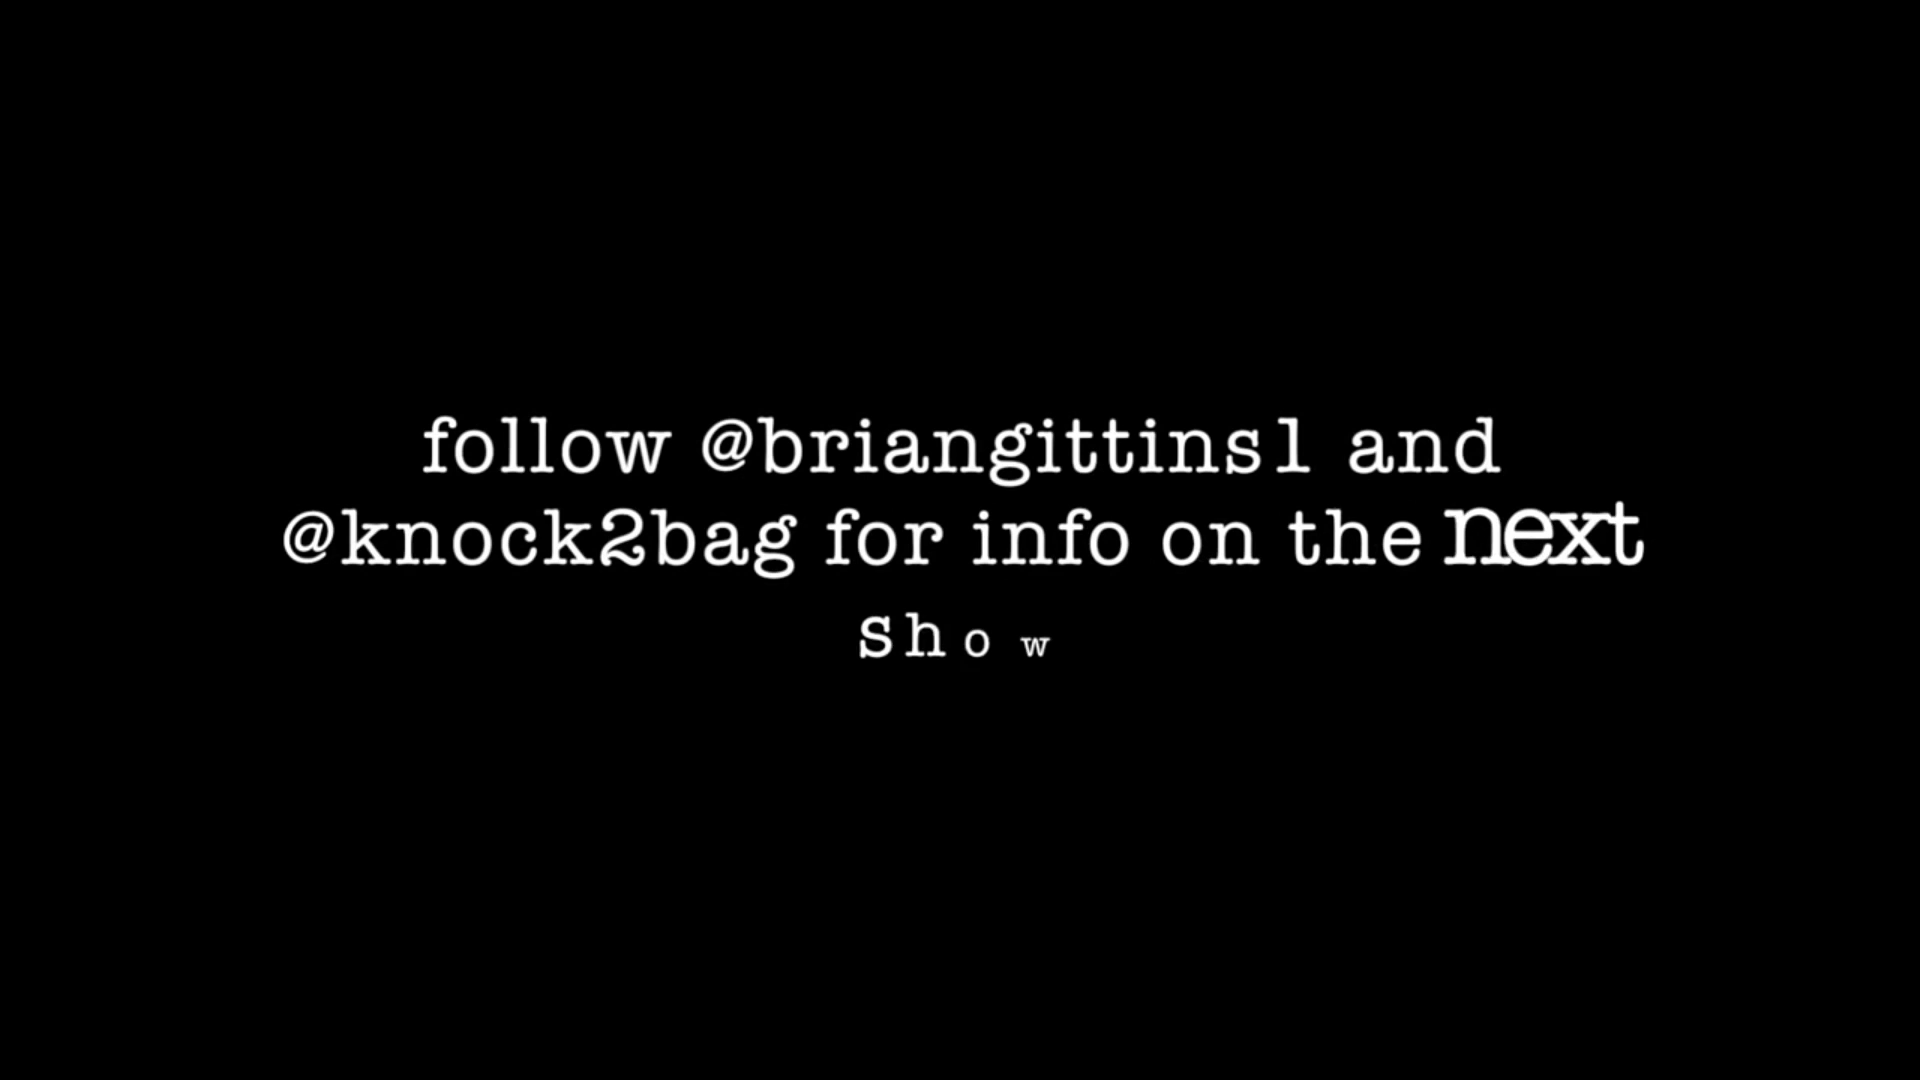 follow @briangittins1 and
@knock2bag for info on the next
show